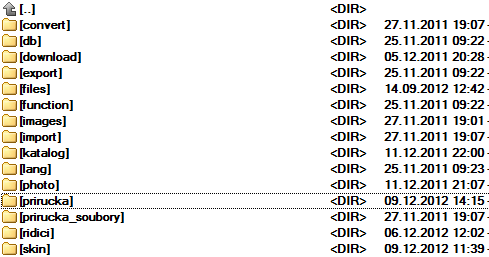 [..] <DIR>
[convert] <DIR> 27.11.2011 19:07 -
[db] <DIR> 25.11.2011 09:22 -
[download] <DIR> 05.12.2011 20:28 -
[export] <DIR> 25.11.2011 09:22 -
[files] <DIR> 14.09.2012 12:42 -
[function] <DIR> 25.11.2011 09:22 -
[images] <DIR> 27.11.2011 19:01 -
[import] <DIR> 27.11.2011 19:07 -
[katalog] <DIR> 11.12.2011 22:00 -
[lang] <DIR> 25.11.2011 09:23 -
[photo] <DIR> 11.12.2011 21:07 -
[prirucka] <DIR> 09.12.2012 14:15 -
[prirucka_soubory] <DIR> 27.11.2011 19:07 -
[ridici] <DIR> 06.12.2012 12:02 -
[skin] <DIR> 09.12.2012 11:39 -